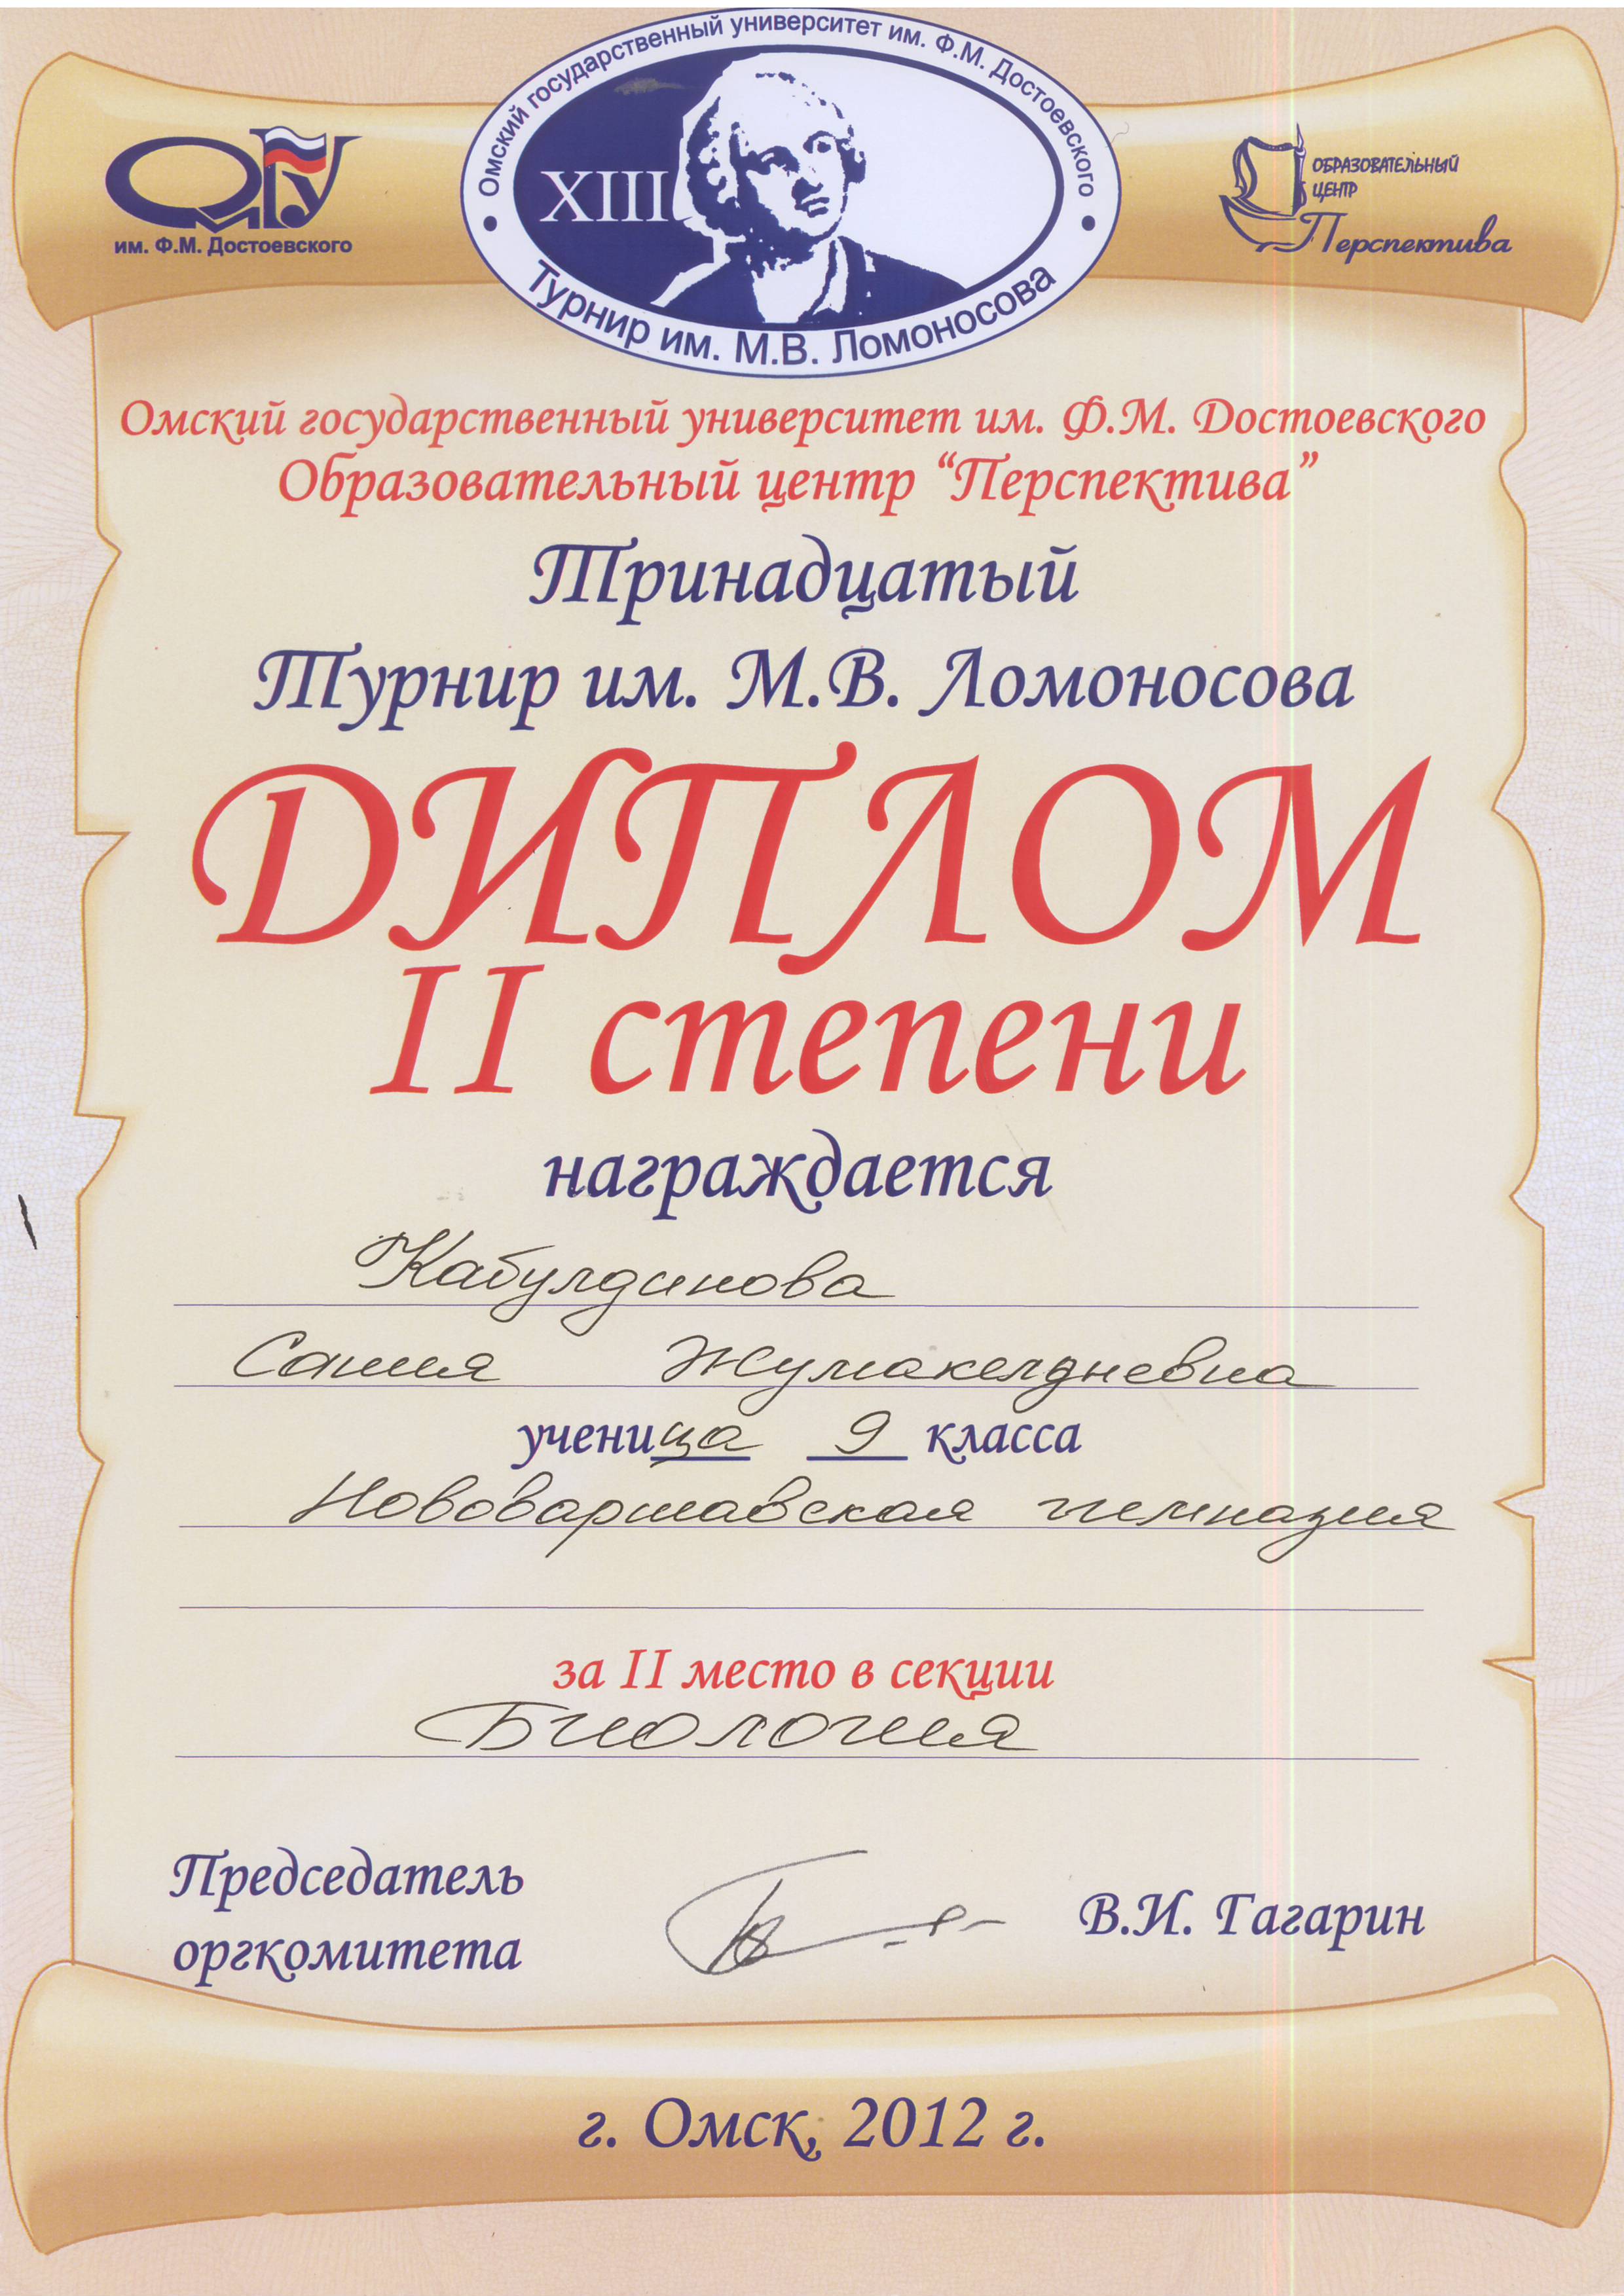 Омский государственный университет им. Ф.М. Достоевского
XIII
Турнир им. М.В. Ломоносова
ОмГУ
им. Ф.М. Достоевского
ОБРАЗОВАТЕЛЬНЫЙ
ЦЕНТР
Перспектива
Омский государственный университет им. Ф.М. Достоевского
Образовательный центр “Перспектива”
Тринадцатый
Турнир им. М.В. Ломоносова
ДИПЛОМ
II степени
награждается
Кабулдинова
Сания Жумакелдневна
ученица 9 класса
Нововаршавская гимназия
за II место в секции
Биология
Председатель
оргкомитета
В.И. Гагарин
г. Омск, 2012 г.